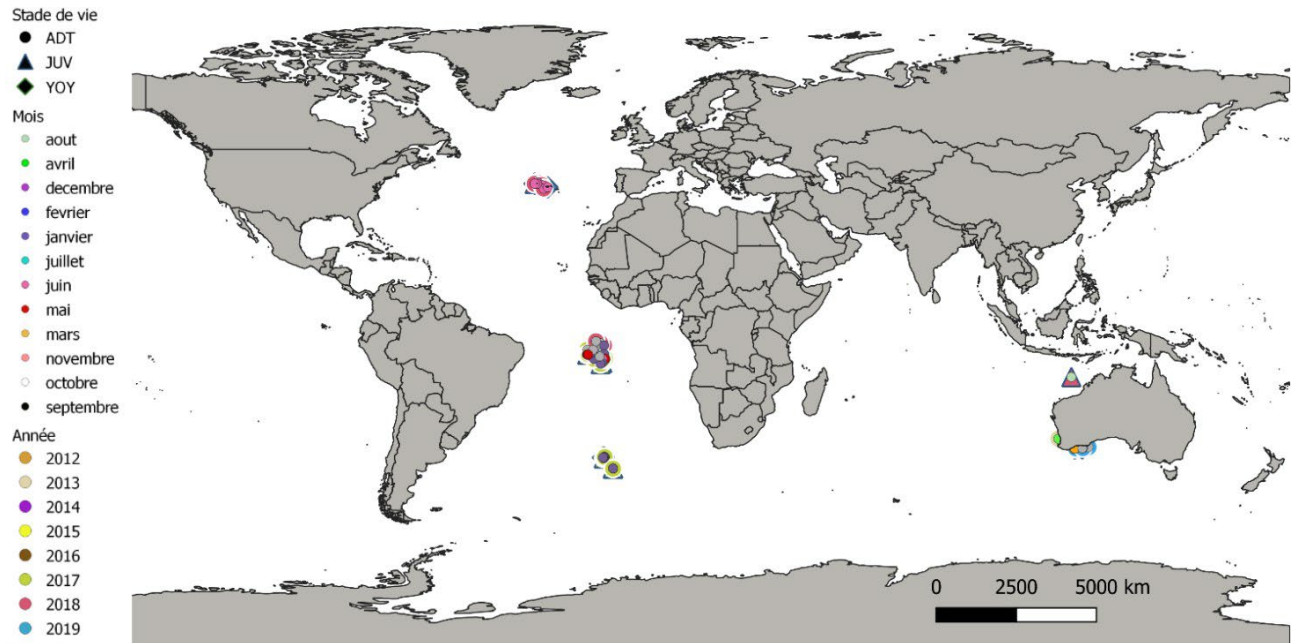 Stade de vie
ADT
JUV
YOY
Mois
aout
avril
decembre
fevrier
janvier
juillet
juin
mai
mars
novembre
octobre
septembre
Année
2012
2013
2014
2015
2016
2017
2018
2019
0 2500 5000 km